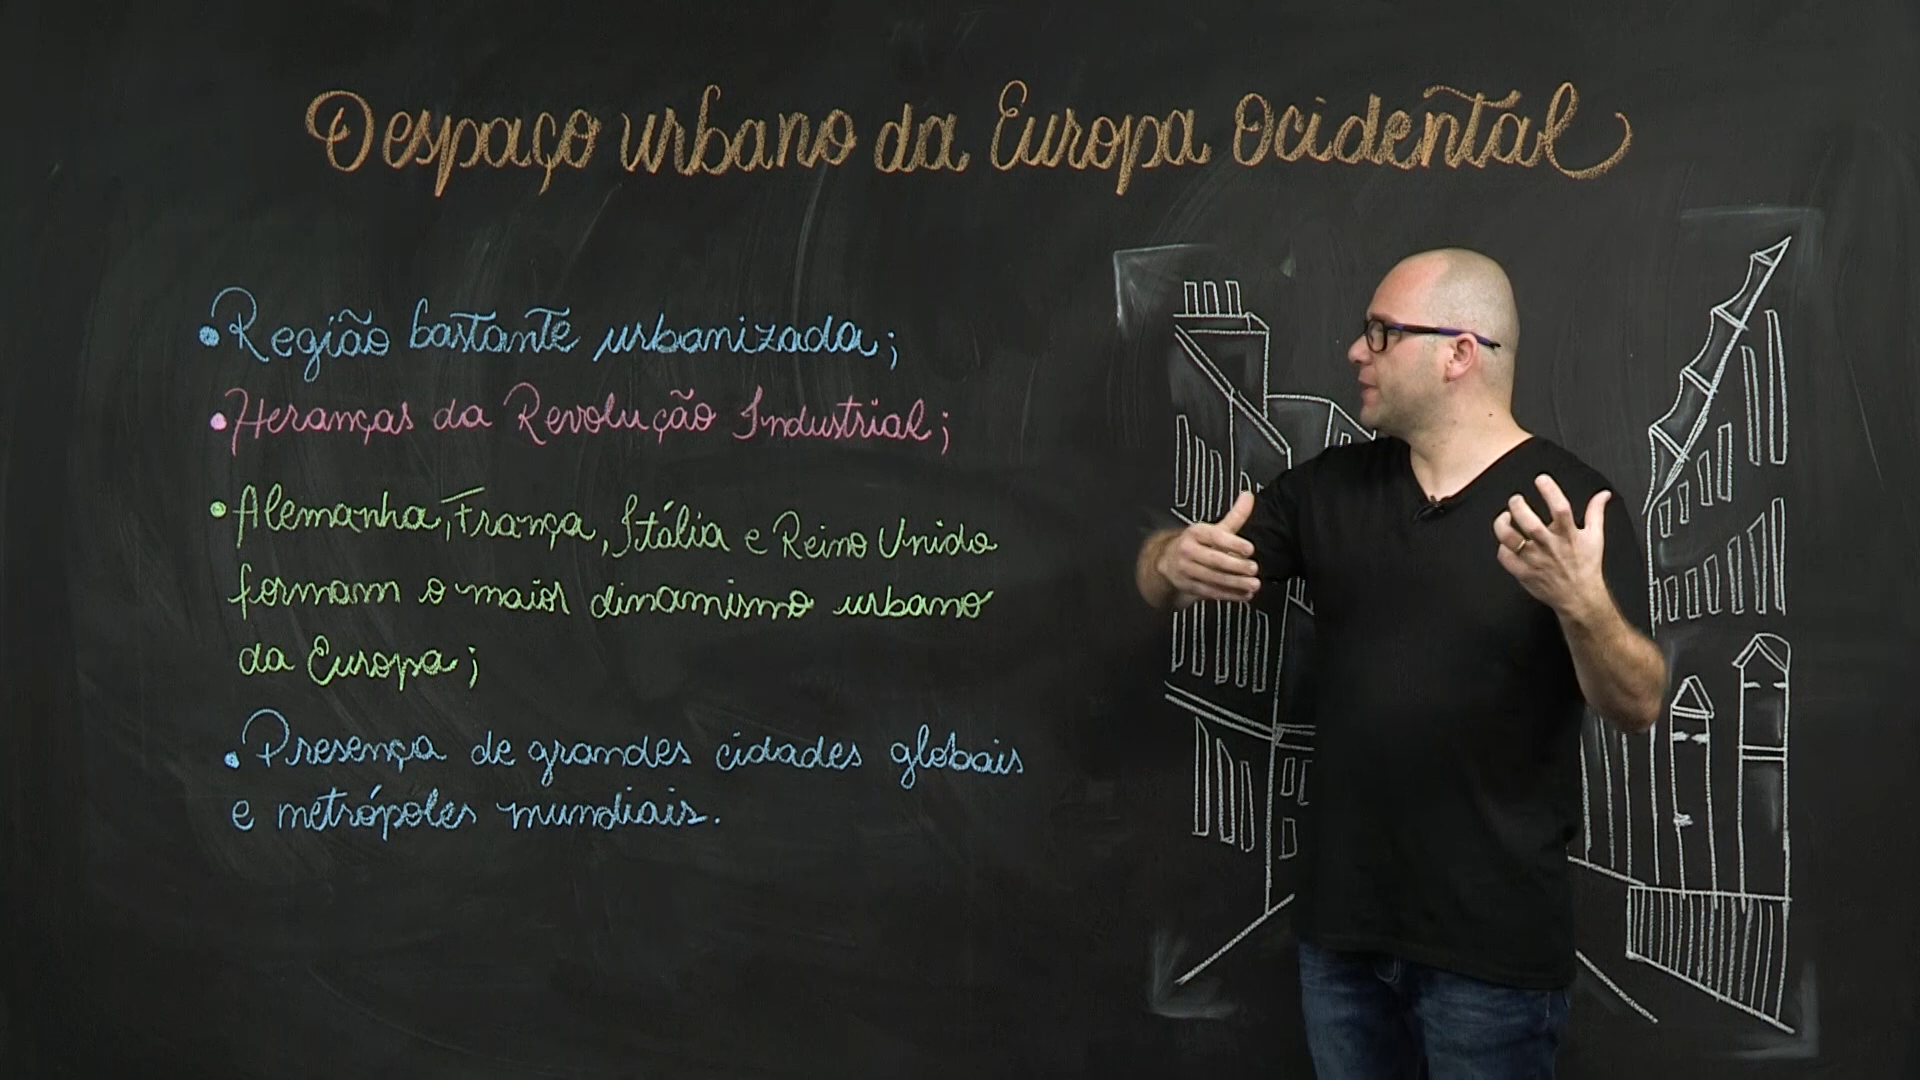 O espaço urbano da Europa Ocidental
• Região bastante urbanizada;
• Heranças da Revolução Industrial;
• Alemanha, França, Itália e Reino Unido
formam o maior dinamismo urbano
da Europa;
• Presença de grandes cidades globais
e metrópoles mundiais.